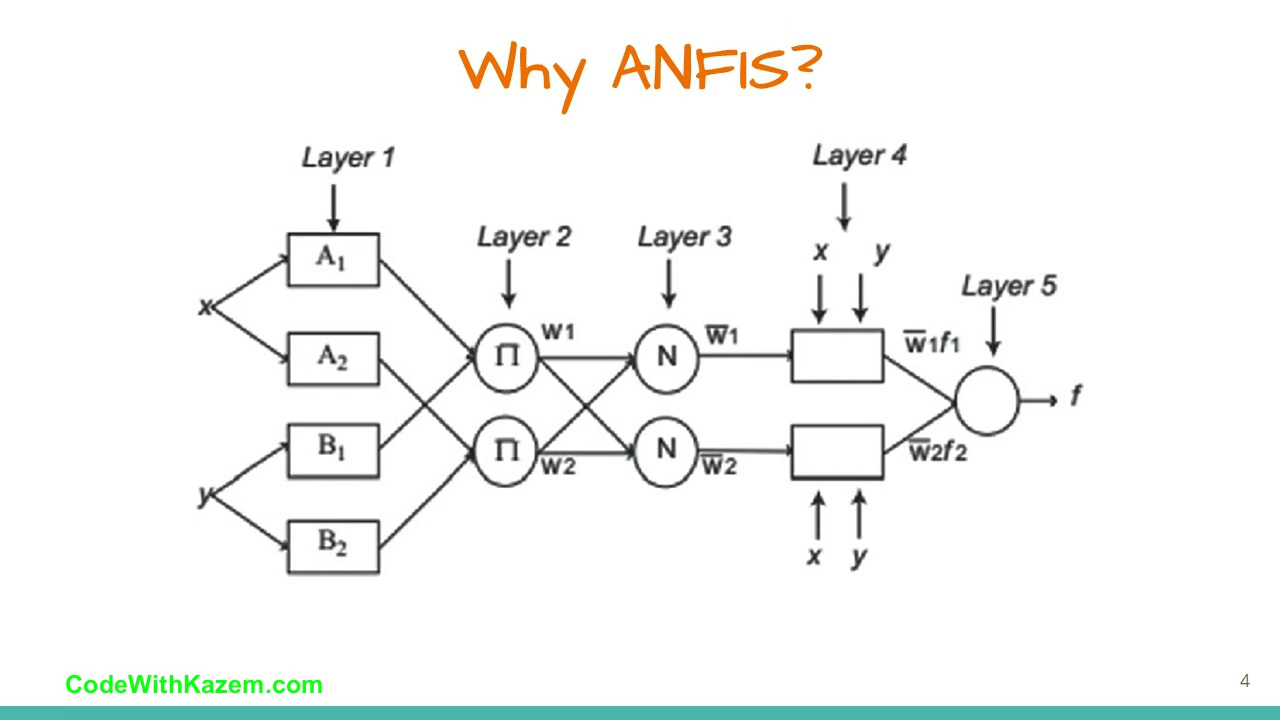 Why ANFIS?
Layer 1
Layer 4
Layer 2
Layer 3
x y
Layer 5
A1
x
A2
w1
Π
N
w̅1
w̅1f1
f
B1
Π
w2
N
w̅2
w̅2f2
y
B2
x y
CodeWithKazem.com
4